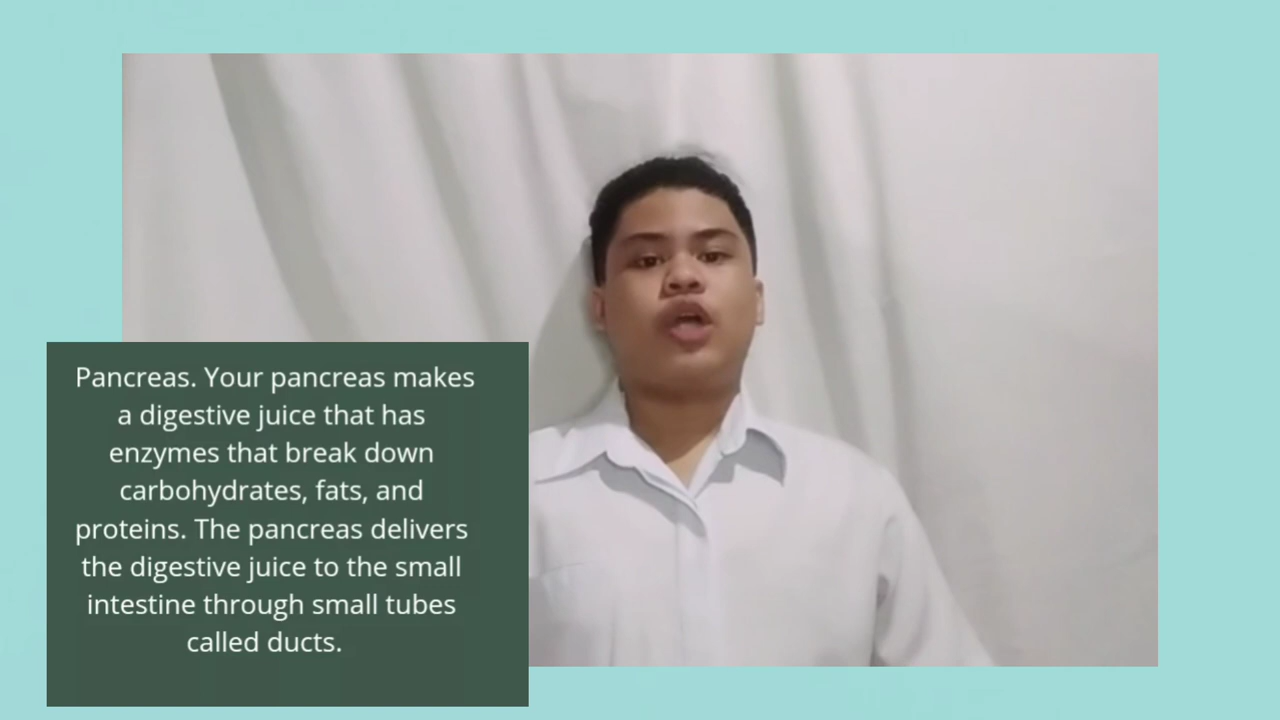 Pancreas. Your pancreas makes
a digestive juice that has
enzymes that break down
carbohydrates, fats, and
proteins. The pancreas delivers
the digestive juice to the small
intestine through small tubes
called ducts.